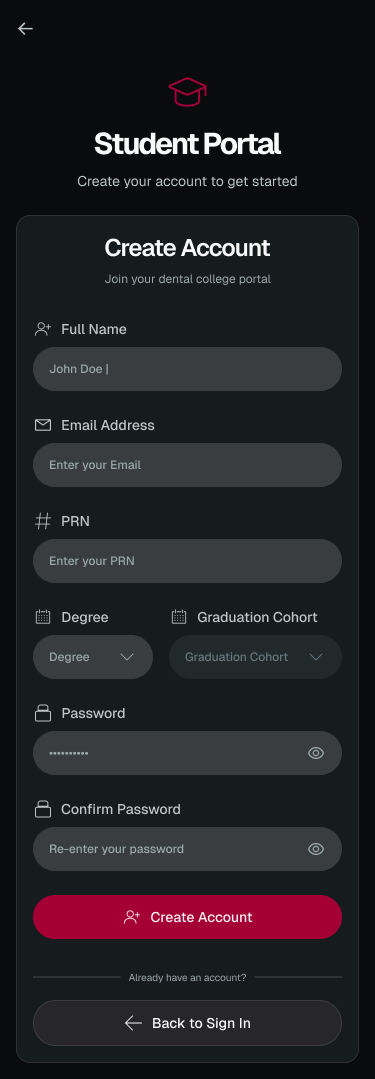 Student Portal
Create your account to get started
Create Account
Join your dental college portal
Full Name
John Doe |
Email Address
Enter your Email
PRN
Enter your PRN
Degree
Graduation Cohort
Degree
Graduation Cohort
Password
••••••••••
Confirm Password
Re-enter your password
Create Account
Already have an account?
Back to Sign In